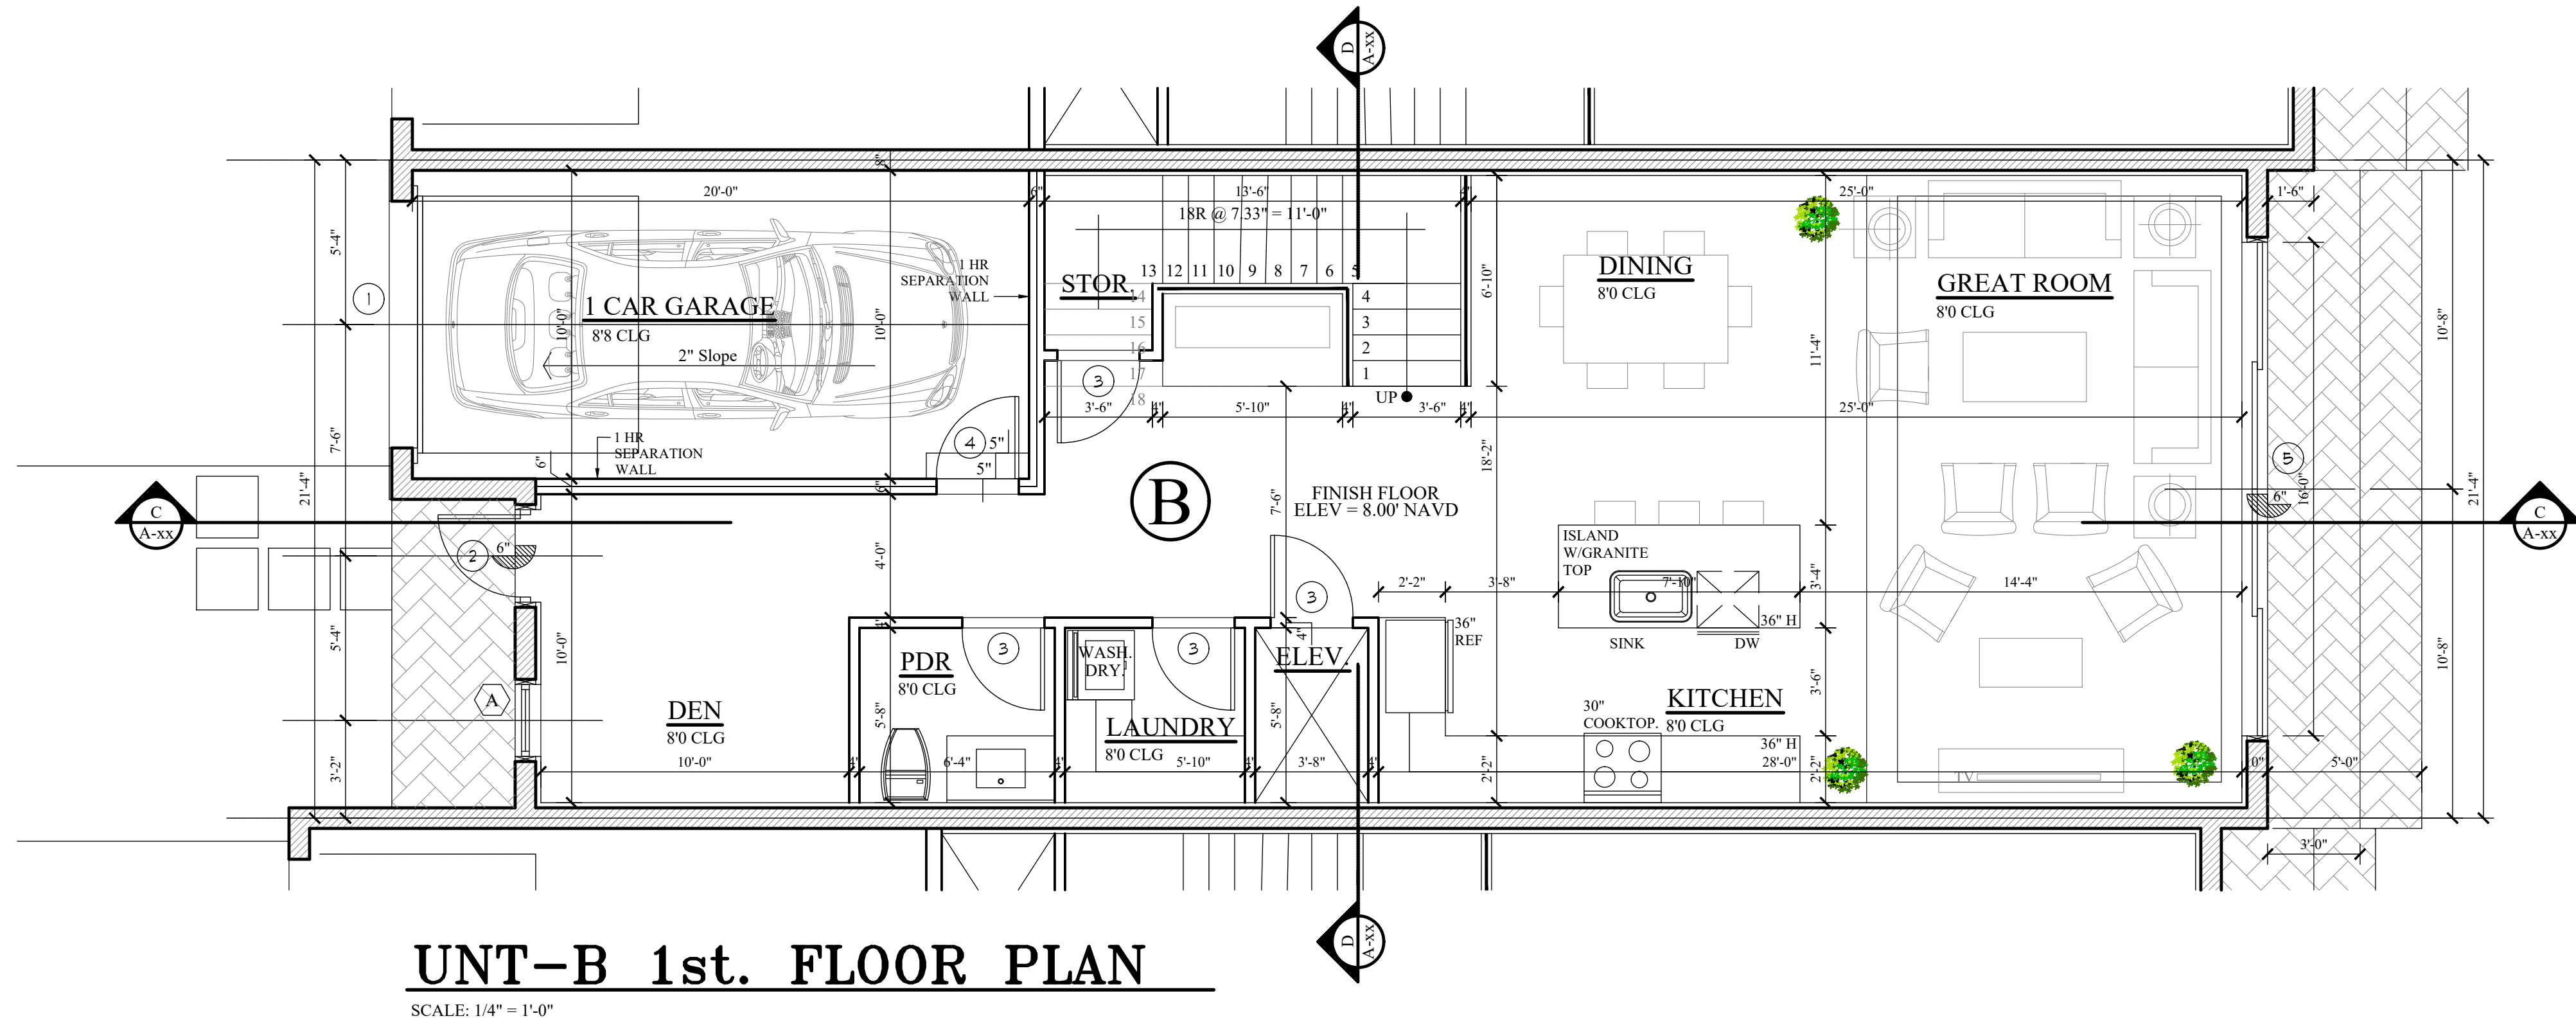 D
A-xx
8"
20'-0"
6"
13'-6"
4"
25'-0"
1'-6"
18R @ 7.33" = 11'-0"
5'-4"
1 HR
SEPARATION
WALL
STOR.
13 12 11 10 9 8 7 6 5
14
15
16
17
18
4
3
2
1
UP
6'-10"
DINING
8'0 CLG
GREAT ROOM
8'0 CLG
1
1 CAR GARAGE
8'8 CLG
10'-0"
10'-0"
2" Slope
11'-4"
10'-8"
3
3'-6"
4"
5'-10"
4"
3'-6"
4"
25'-0"
7'-6"
1 HR
SEPARATION
WALL
6"
4
5"
5"
6"
18'-2"
5
6"
16'-0"
21'-4"
21'-4"
C
A-xx
B
7'-6"
FINISH FLOOR
ELEV = 8.00' NAVD
C
A-xx
2
6"
4'-0"
ISLAND
W/GRANITE
TOP
3
2'-2"
3'-8"
7'-10"
3'-4"
14'-4"
36" H
5'-4"
10'-0"
4"
4"
36"
REF
SINK
DW
PDR
8'0 CLG
3
WASH.
DRY.
3
ELEV.
10'-8"
3'-6"
A
DEN
8'0 CLG
5'-8"
LAUNDRY
8'0 CLG
5'-8"
30"
COOKTOP.
KITCHEN
8'0 CLG
36" H
3'-2"
10'-0"
4"
6'-4"
4"
5'-10"
4"
3'-8"
4"
2'-2"
28'-0"
2'-2"
TV
0"
5'-0"
3'-0"
D
A-xx
UNT-B 1st. FLOOR PLAN
SCALE: 1/4" = 1'-0"